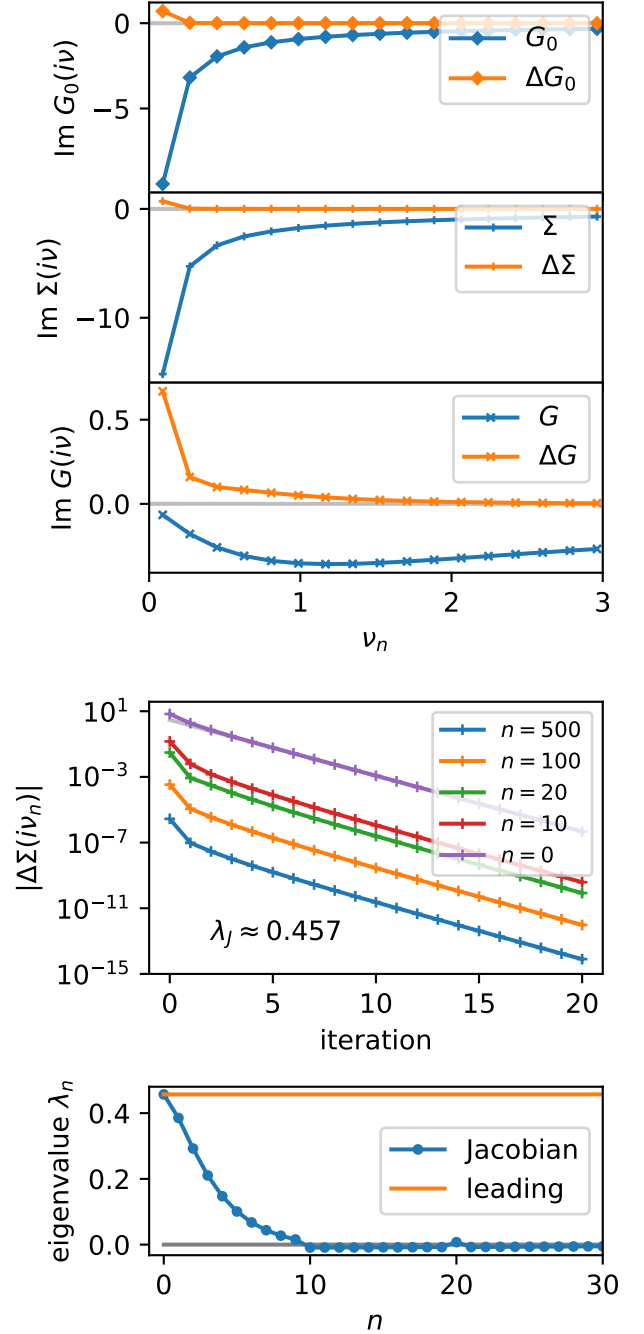 0
−5
Im G₀(iν)
G₀
ΔG₀
0
−10
Im Σ(iν)
Σ
ΔΣ
0.5
0.0
Im G(iν)
G
ΔG
0 1 2 3
νₙ
10¹
10⁻³
10⁻⁷
10⁻¹¹
10⁻¹⁵
|ΔΣ(iνₙ)|
n = 500
n = 100
n = 20
n = 10
n = 0
λ_J ≈ 0.457
0 5 10 15 20
iteration
0.4
0.2
0.0
eigenvalue λₙ
Jacobian
leading
0 10 20 30
n